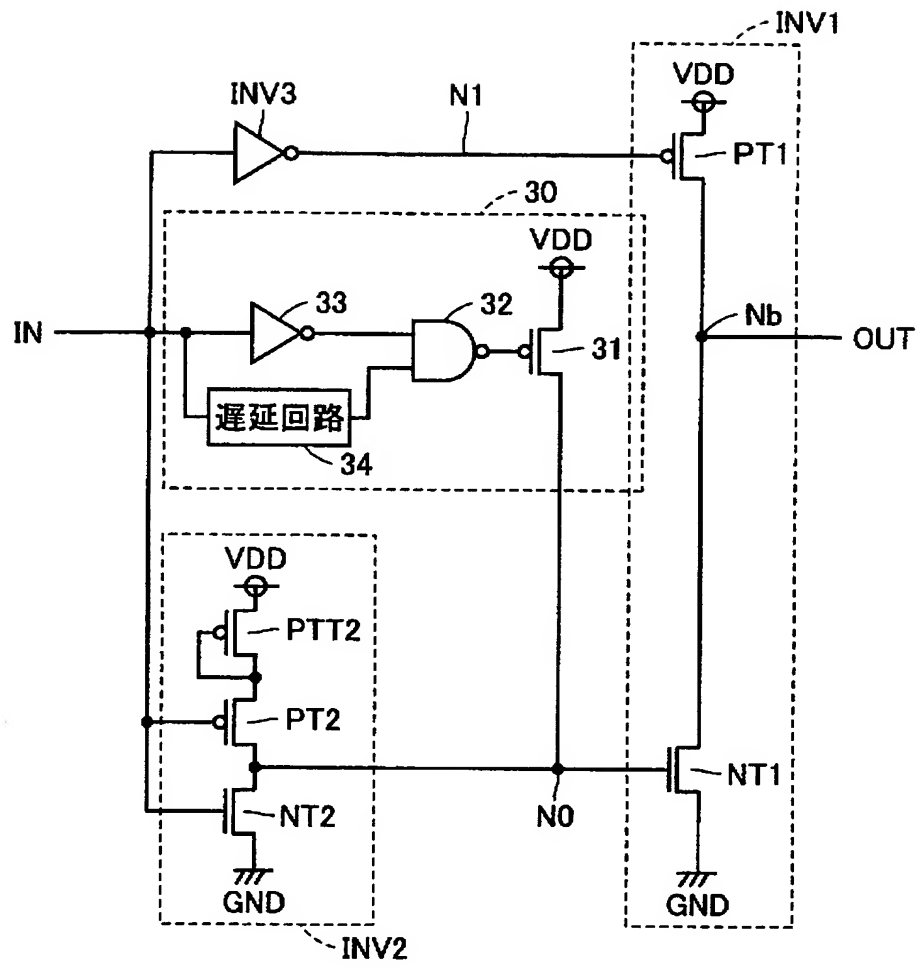 INV1
VDD
INV3
N1
PT1
30
VDD
33
32
IN
31
Nb
OUT
遅延回路
34
VDD
PTT2
PT2
NT1
N0
NT2
GND
GND
INV2